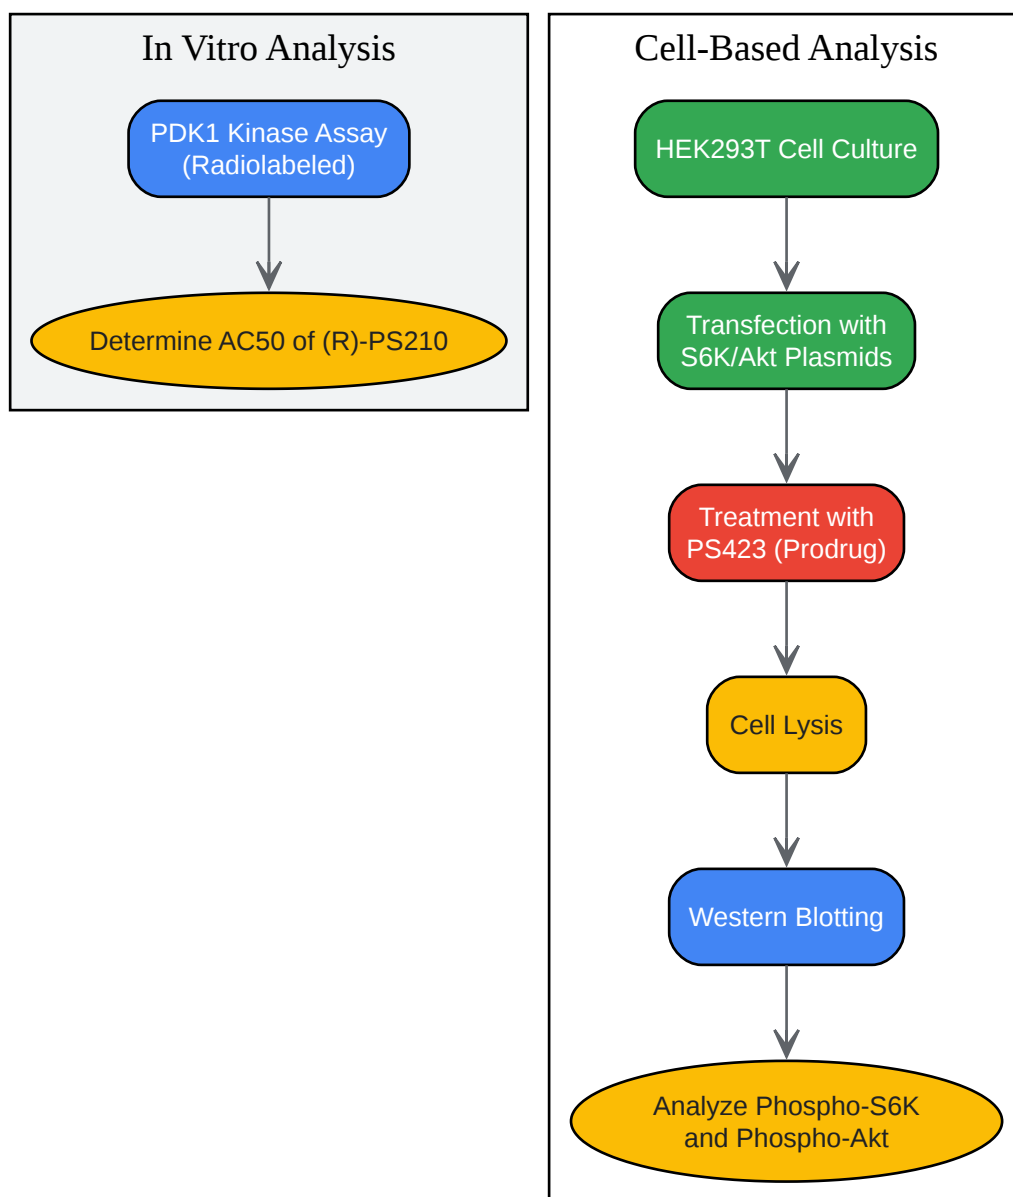 In Vitro Analysis
PDK1 Kinase Assay
(Radiolabeled)
Determine AC50 of (R)-PS210
Cell-Based Analysis
HEK293T Cell Culture
Transfection with
S6K/Akt Plasmids
Treatment with
PS423 (Prodrug)
Cell Lysis
Western Blotting
Analyze Phospho-S6K
and Phospho-Akt